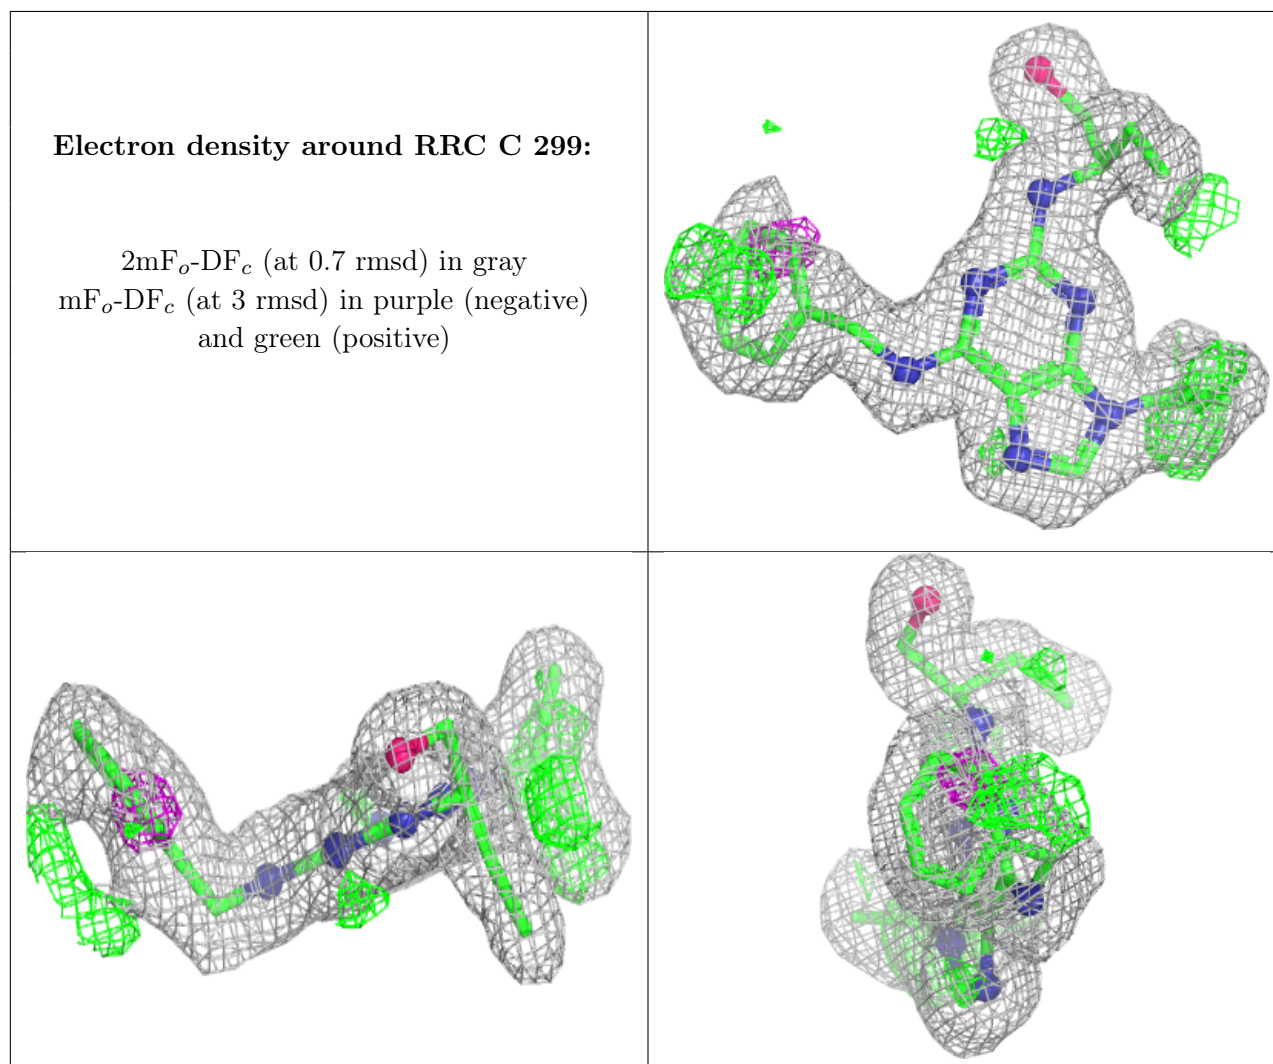 Electron density around RRC C 299:
2mFo-DFc (at 0.7 rmsd) in gray
mFo-DFc (at 3 rmsd) in purple (negative)
and green (positive)